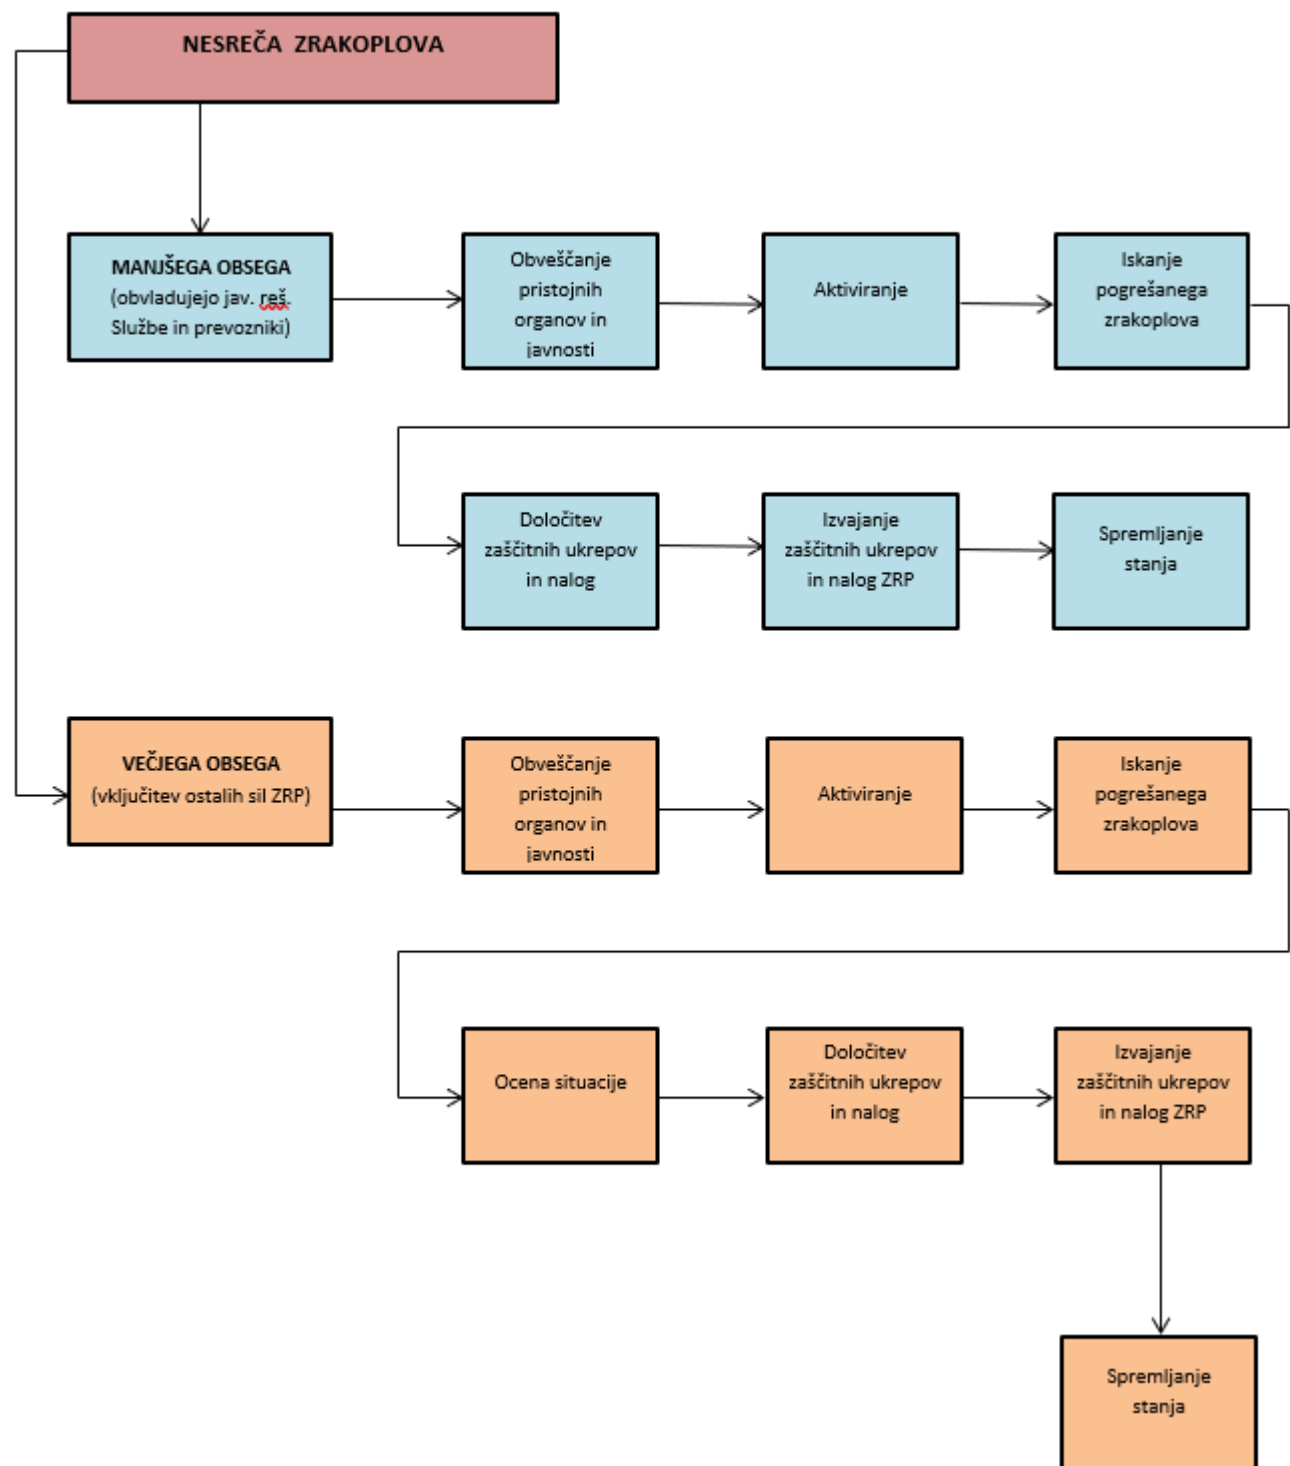 NESREČA ZRAKOPLOVA
MANJŠEGA OBSEGA
(obvladujejo jav. reš.
Službe in prevozniki)
Obveščanje
pristojnih
organov in
javnosti
Aktiviranje
Iskanje
pogrešanega
zrakoplova
Določitev
zaščitnih ukrepov
in nalog
Izvajanje
zaščitnih ukrepov
in nalog ZRP
Spremljanje
stanja
VEČJEGA OBSEGA
(vključitev ostalih sil ZRP)
Obveščanje
pristojnih
organov in
javnosti
Aktiviranje
Iskanje
pogrešanega
zrakoplova
Ocena situacije
Določitev
zaščitnih ukrepov
in nalog
Izvajanje
zaščitnih ukrepov
in nalog ZRP
Spremljanje
stanja